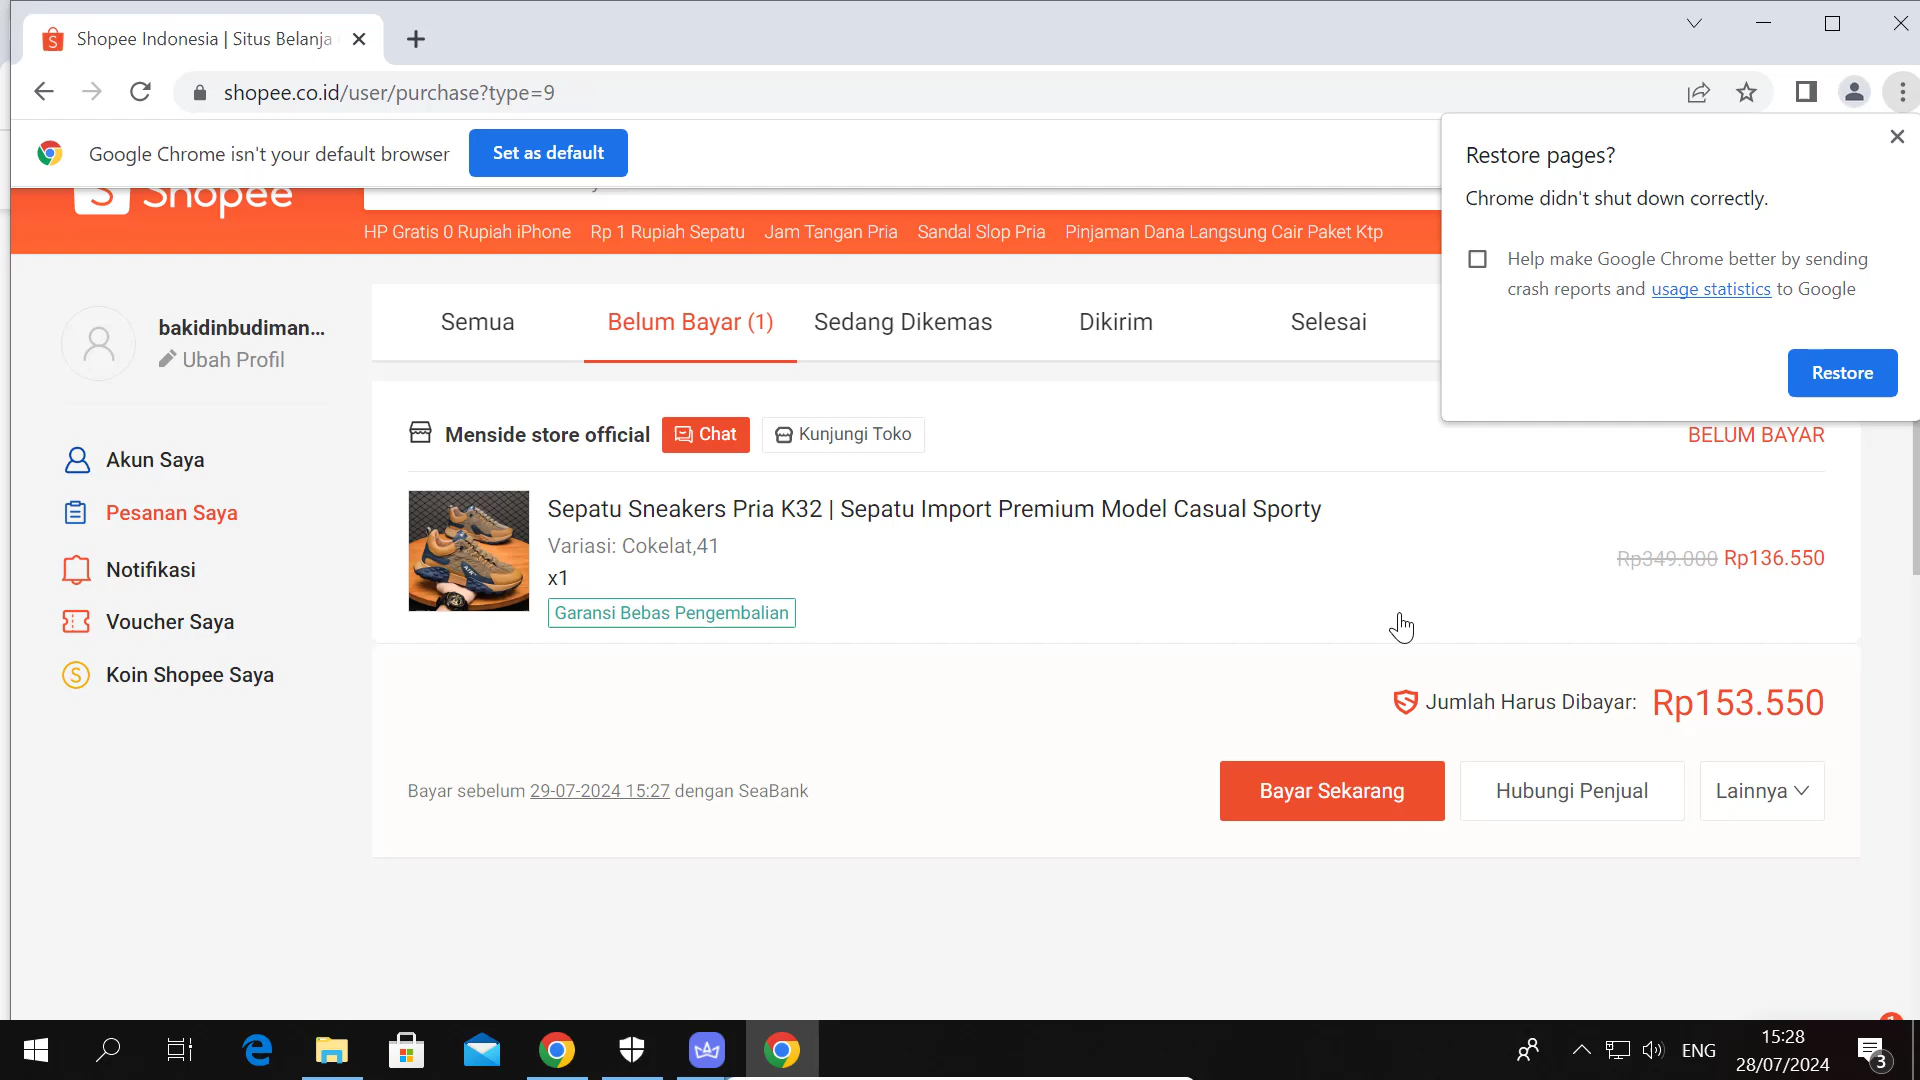 Shopee Indonesia | Situs Belanja
shopee.co.id/user/purchase?type=9
Google Chrome isn't your default browser
Set as default
Restore pages?
Chrome didn't shut down correctly.
Help make Google Chrome better by sending
crash reports and usage statistics to Google
Restore
Shopee
HP Gratis 0 Rupiah iPhone Rp 1 Rupiah Sepatu Jam Tangan Pria Sandal Slop Pria Pinjaman Dana Langsung Cair Paket Ktp
bakidinbudiman...
Ubah Profil
Akun Saya
Pesanan Saya
Notifikasi
Voucher Saya
Koin Shopee Saya
Semua Belum Bayar (1) Sedang Dikemas Dikirim Selesai
Menside store official Chat Kunjungi Toko BELUM BAYAR
Sepatu Sneakers Pria K32 | Sepatu Import Premium Model Casual Sporty
Variasi: Cokelat,41
x1
Garansi Bebas Pengembalian
Rp349.000 Rp136.550
Jumlah Harus Dibayar: Rp153.550
Bayar sebelum 29-07-2024 15:27 dengan SeaBank
Bayar Sekarang Hubungi Penjual Lainnya
ENG
15:28
28/07/2024
3